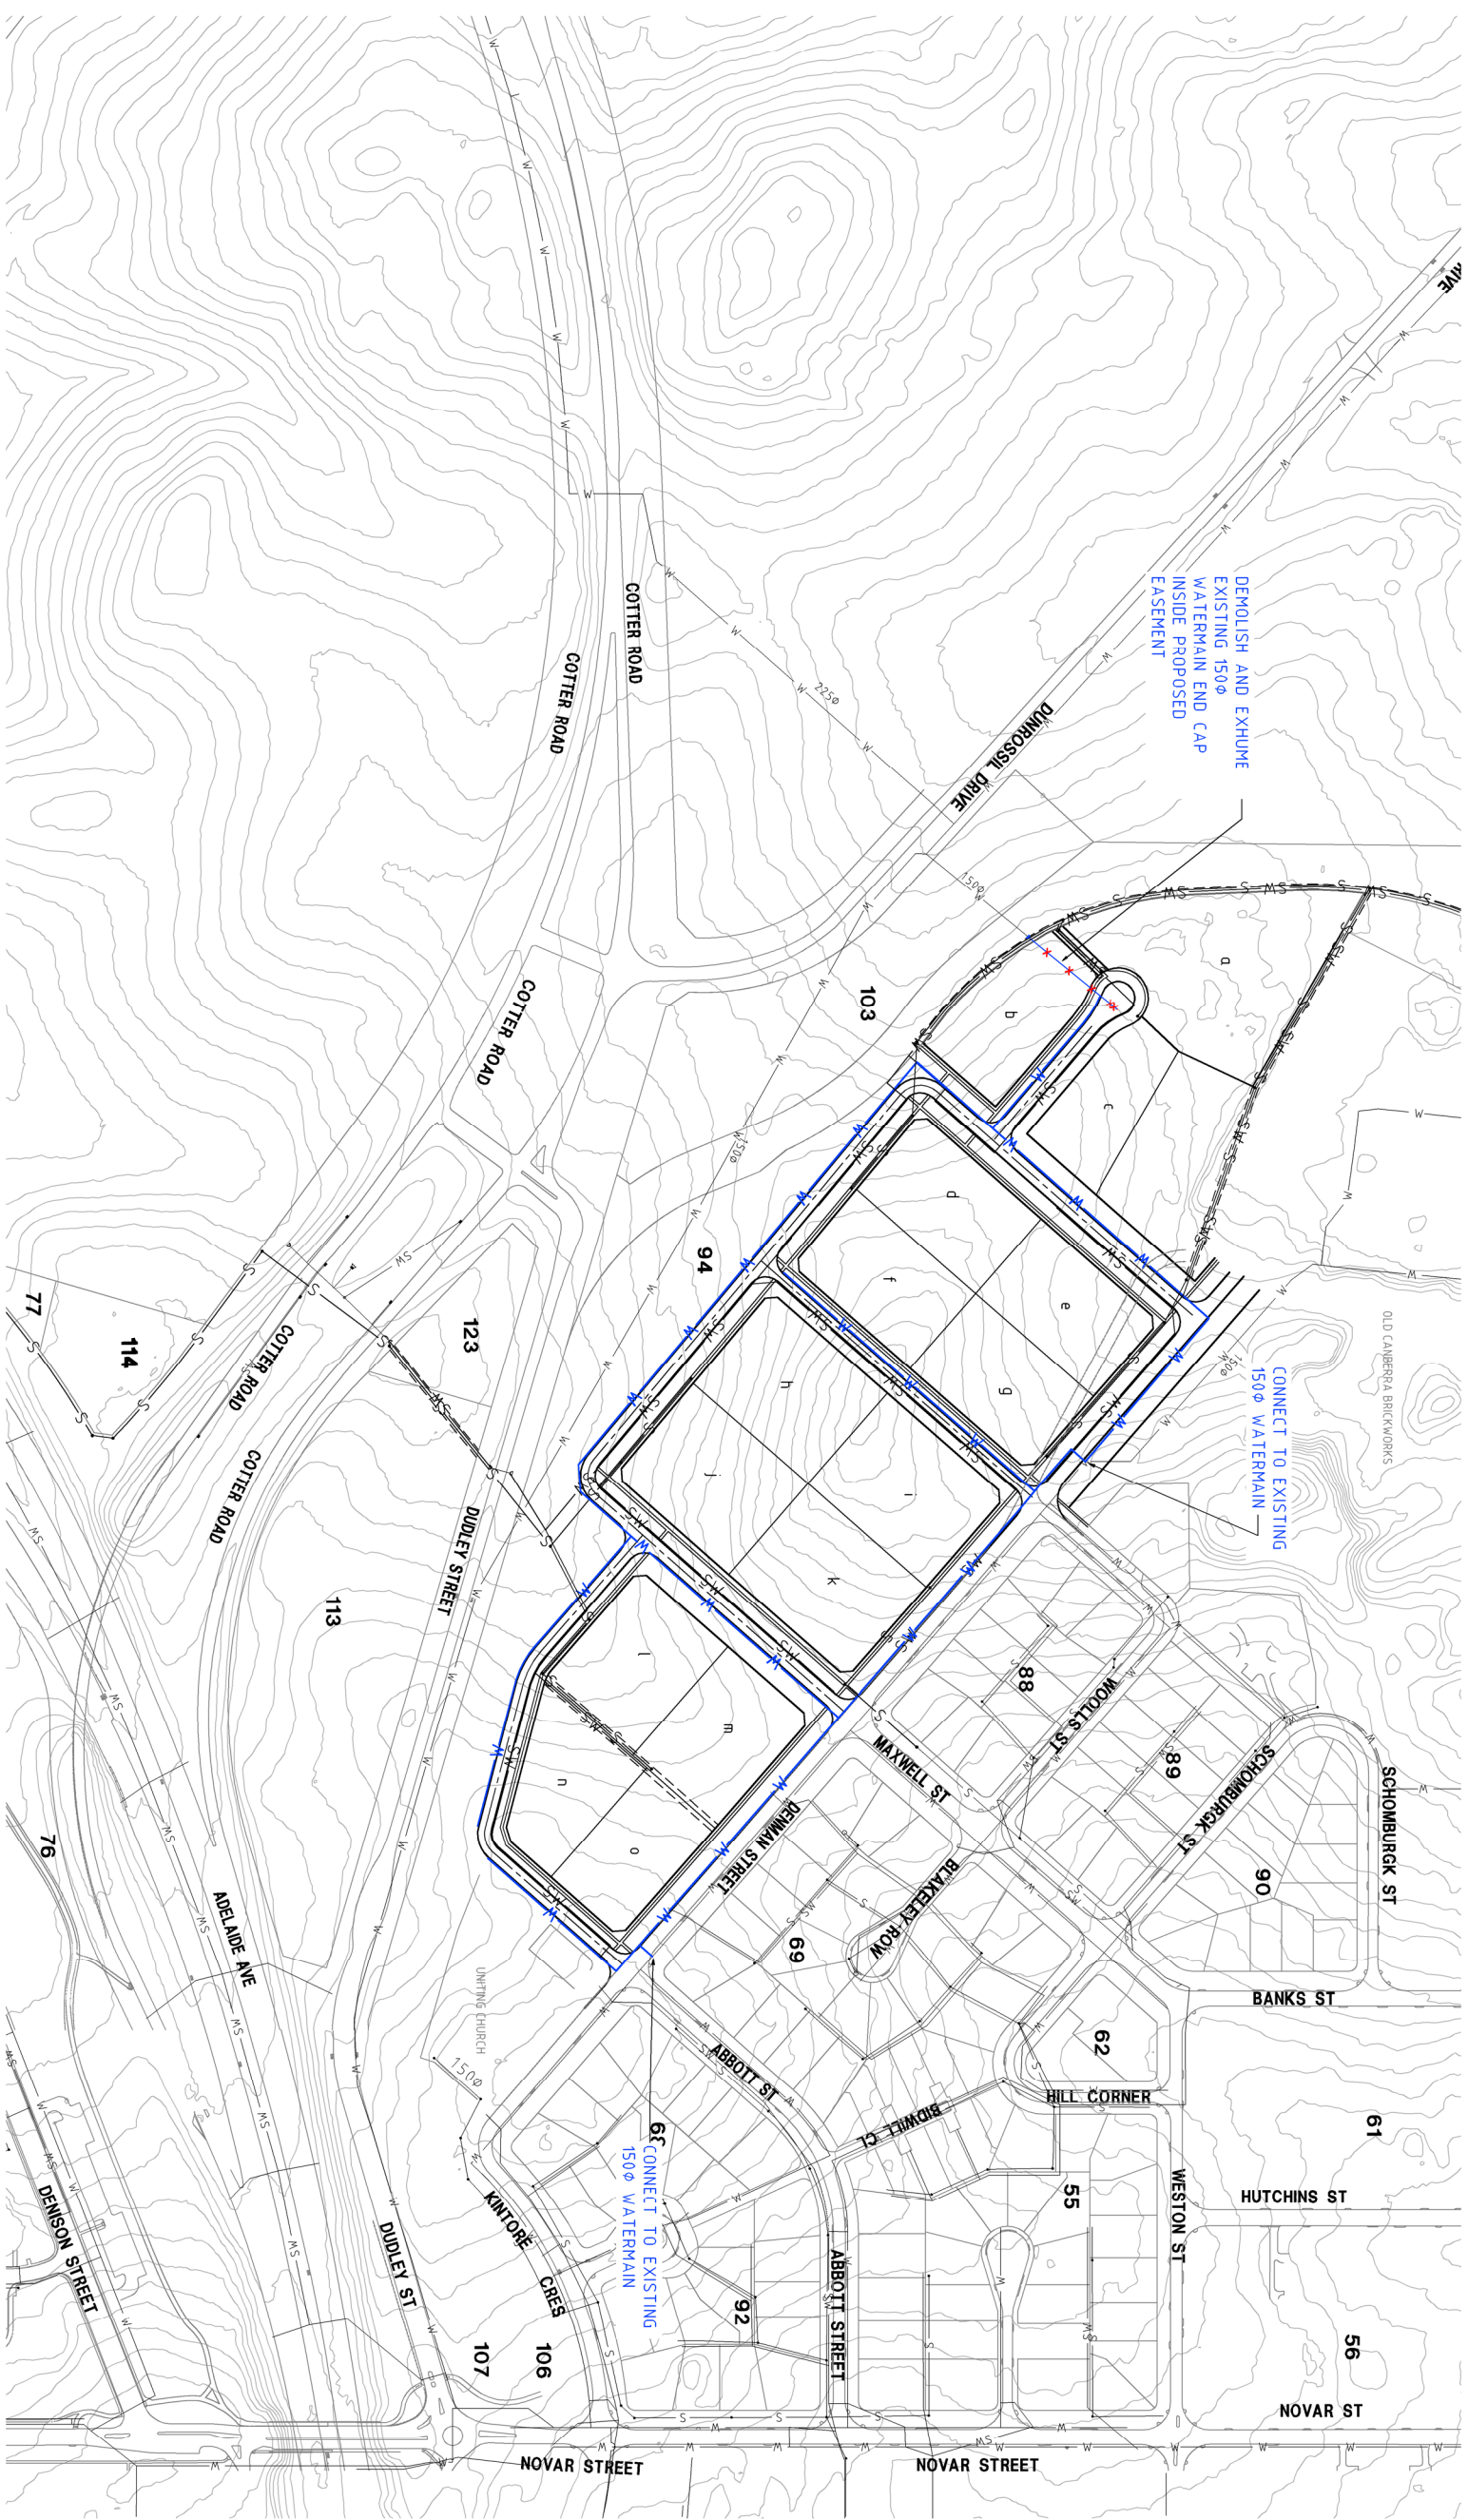 DRIVE
DEMOLISH AND EXHUME
EXISTING 150Ø
WATERMAIN END CAP
INSIDE PROPOSED
EASEMENT
COTTER ROAD
COTTER ROAD
225Ø
DUNROSSIL DRIVE
150Ø
a
b
c
103
COTTER ROAD
150Ø
d
e
f
g
h
i
j
k
l
m
n
o
94
OLD CANBERRA BRICKWORKS
150Ø
CONNECT TO EXISTING
150Ø WATERMAIN
77
114
123
COTTER ROAD
COTTER ROAD
DUDLEY STREET
113
88
WOOLLS ST
89
SCHOMBURGK ST
SCHOMBURGK ST
MAXWELL ST
DENMAN STREET
BLAKELEY ROW
90
76
ADELAIDE AVE
69
UNITING CHURCH
BANKS ST
62
150Ø
ABBOTT ST
HILL CORNER
BIDWILL CL
61
68
CONNECT TO EXISTING
150Ø WATERMAIN
55
WESTON ST
HUTCHINS ST
DENISON STREET
DUDLEY ST
KINTORE CRES
92
ABBOTT STREET
107
106
56
NOVAR ST
NOVAR STREET
NOVAR STREET